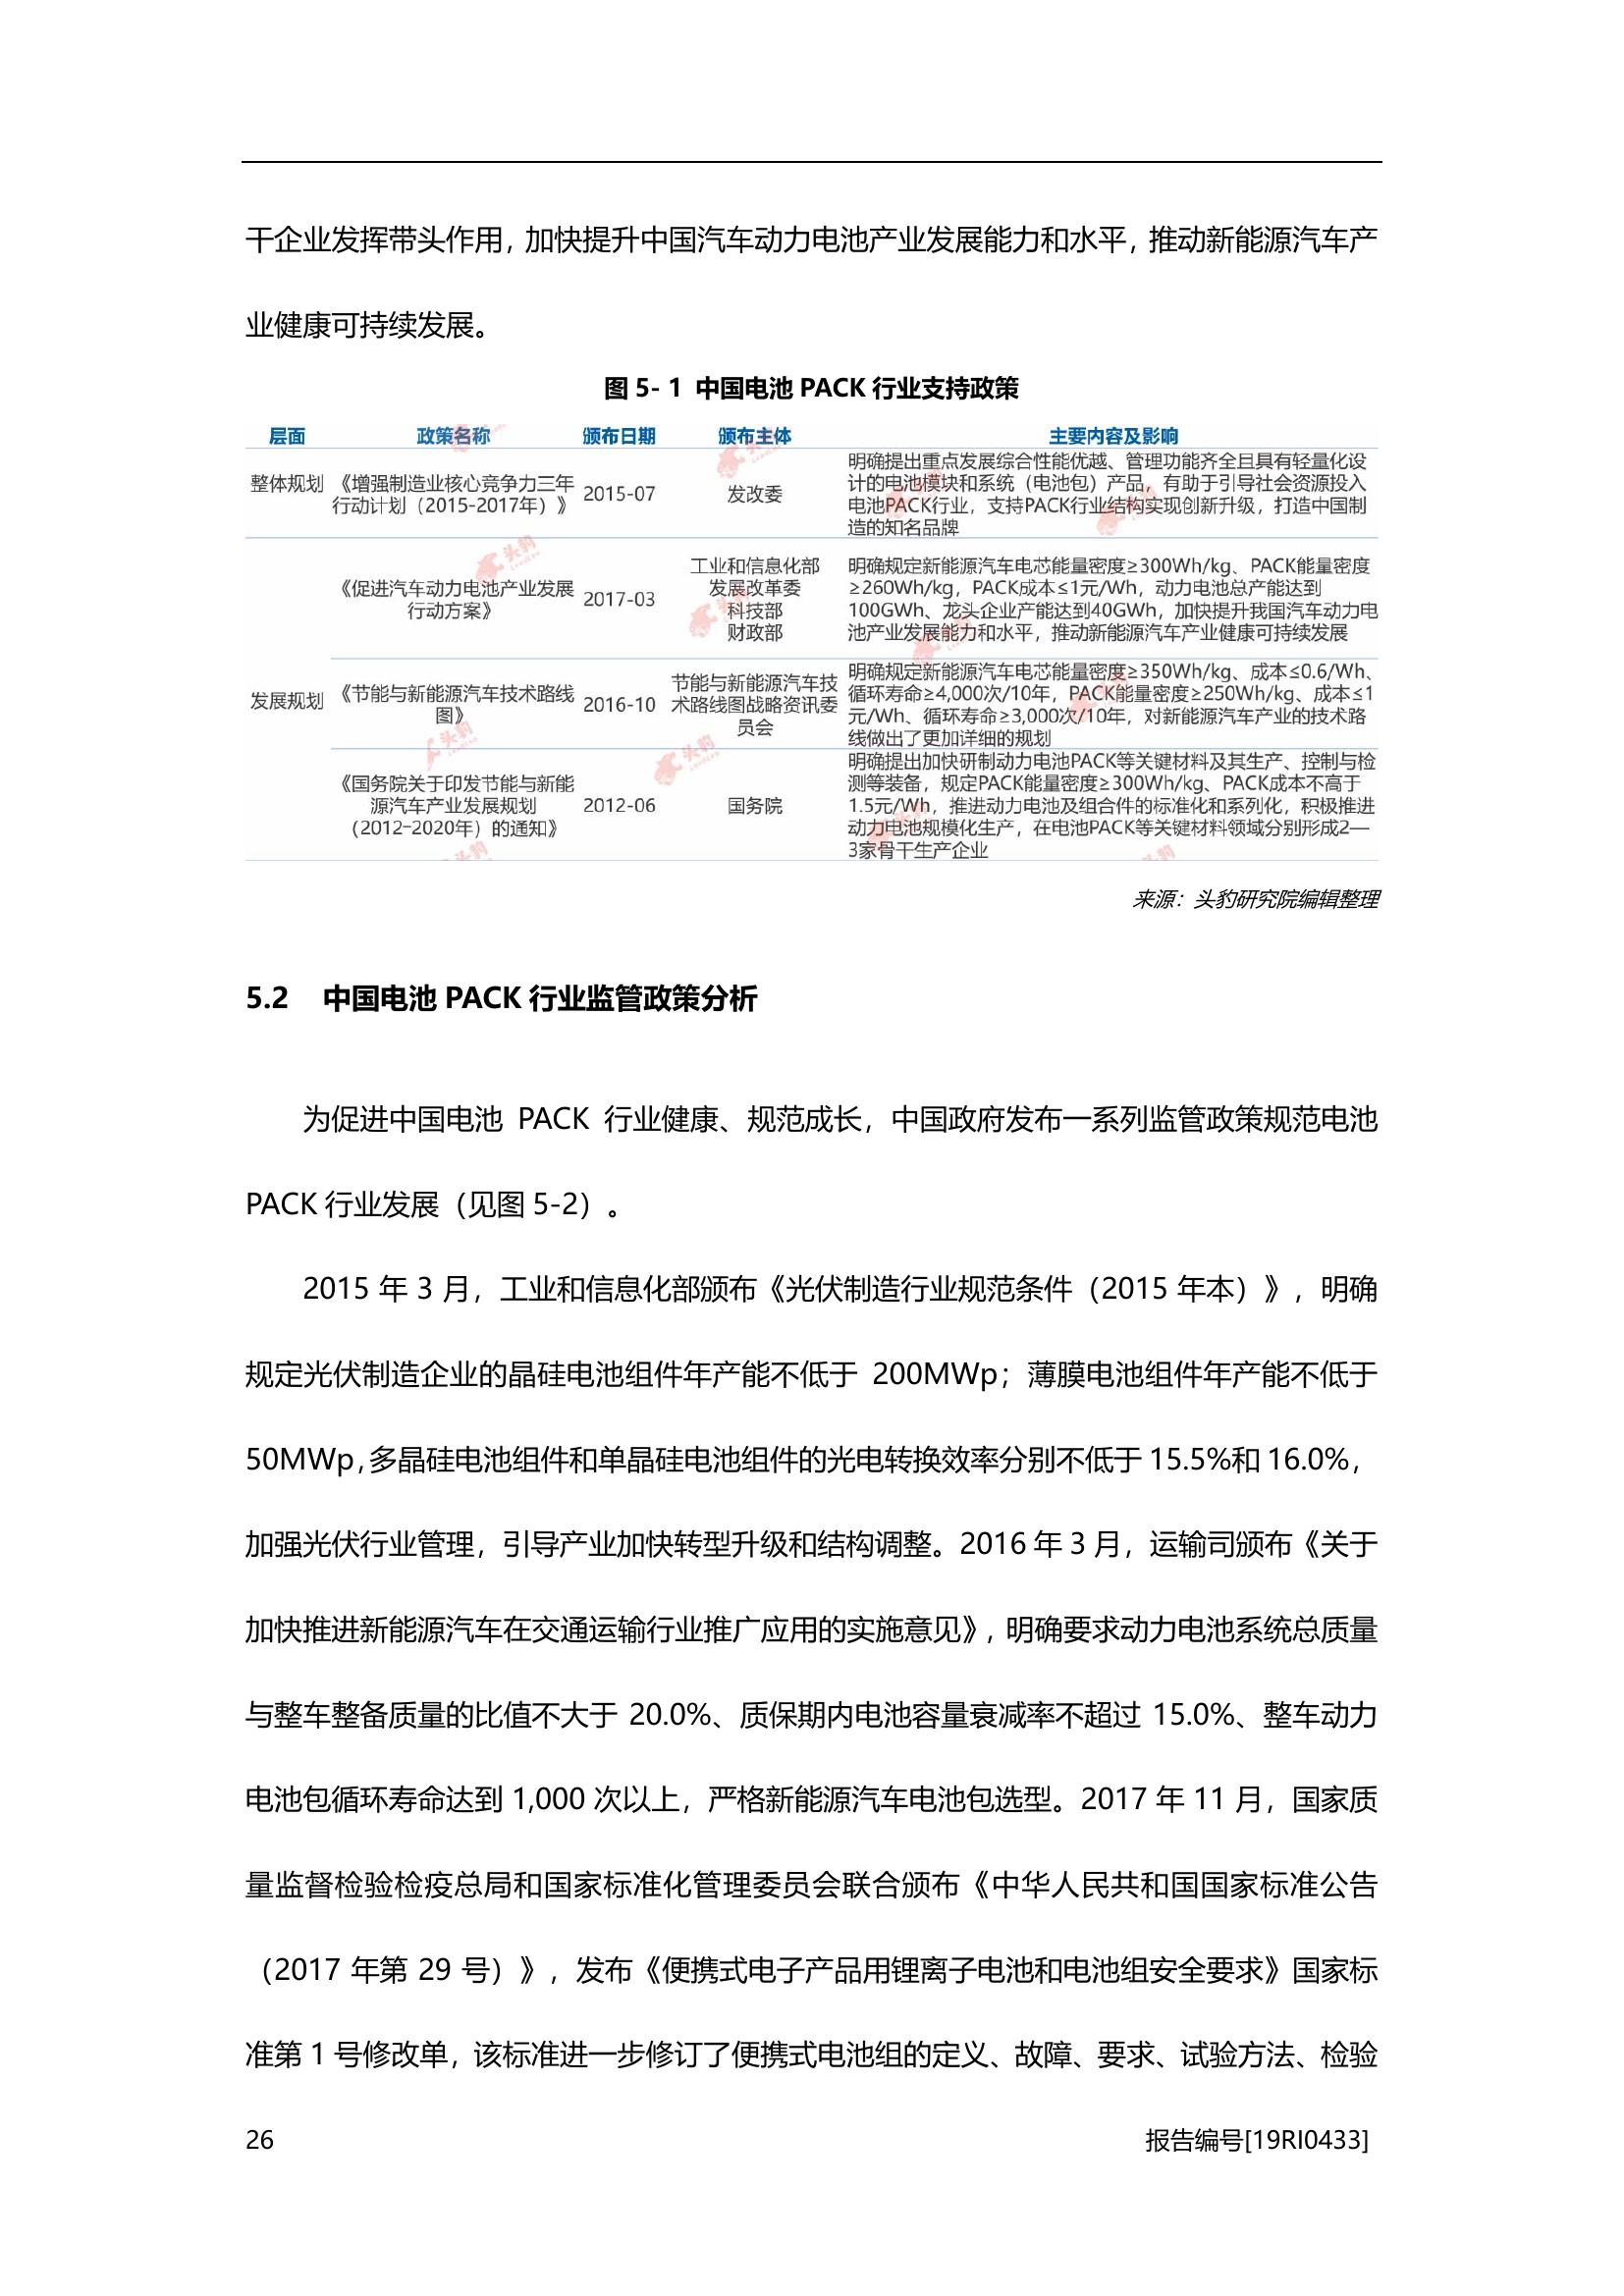 干企业发挥带头作用，加快提升中国汽车动力电池产业发展能力和水平，推动新能源汽车产
业健康可持续发展。
图 5- 1 中国电池 PACK 行业支持政策
层面 政策名称 颁布日期 颁布主体 主要内容及影响
整体规划
《增强制造业核心竞争力三年
行动计划（2015-2017年）》
2015-07
发改委
明确提出重点发展综合性能优越、管理功能齐全且具有轻量化设
计的电池模块和系统（电池包）产品，有助于引导社会资源投入
电池PACK行业，支持PACK行业结构实现创新升级，打造中国制
造的知名品牌
发展规划
《促进汽车动力电池产业发展
行动方案》
2017-03
工业和信息化部
发展改革委
科技部
财政部
明确规定新能源汽车电芯能量密度≥300Wh/kg、PACK能量密度
≥260Wh/kg，PACK成本≤1元/Wh，动力电池总产能达到
100GWh、龙头企业产能达到40GWh，加快提升我国汽车动力电
池产业发展能力和水平，推动新能源汽车产业健康可持续发展
《节能与新能源汽车技术路线
图》
2016-10
节能与新能源汽车技
术路线图战略资讯委
员会
明确规定新能源汽车电芯能量密度≥350Wh/kg、成本≤0.6/Wh、
循环寿命≥4,000次/10年，PACK能量密度≥250Wh/kg、成本≤1
元/Wh、循环寿命≥3,000次/10年，对新能源汽车产业的技术路
线做出了更加详细的规划
《国务院关于印发节能与新能
源汽车产业发展规划
（2012-2020年）的通知》
2012-06
国务院
明确提出加快研制动力电池PACK等关键材料及其生产、控制与检
测等装备，规定PACK能量密度≥300Wh/kg、PACK成本不高于
1.5元/Wh，推进动力电池及组合件的标准化和系列化，积极推进
动力电池规模化生产，在电池PACK等关键材料领域分别形成2—
3家骨干生产企业
来源：头豹研究院编辑整理
5.2 中国电池 PACK 行业监管政策分析
为促进中国电池 PACK 行业健康、规范成长，中国政府发布一系列监管政策规范电池
PACK 行业发展（见图 5-2）。
2015 年 3 月，工业和信息化部颁布《光伏制造行业规范条件（2015 年本）》，明确
规定光伏制造企业的晶硅电池组件年产能不低于 200MWp；薄膜电池组件年产能不低于
50MWp，多晶硅电池组件和单晶硅电池组件的光电转换效率分别不低于 15.5%和 16.0%，
加强光伏行业管理，引导产业加快转型升级和结构调整。2016 年 3 月，运输司颁布《关于
加快推进新能源汽车在交通运输行业推广应用的实施意见》，明确要求动力电池系统总质量
与整车整备质量的比值不大于 20.0%、质保期内电池容量衰减率不超过 15.0%、整车动力
电池包循环寿命达到 1,000 次以上，严格新能源汽车电池包选型。2017 年 11 月，国家质
量监督检验检疫总局和国家标准化管理委员会联合颁布《中华人民共和国国家标准公告
（2017 年第 29 号）》，发布《便携式电子产品用锂离子电池和电池组安全要求》国家标
准第 1 号修改单，该标准进一步修订了便携式电池组的定义、故障、要求、试验方法、检验
26 报告编号[19RI0433]